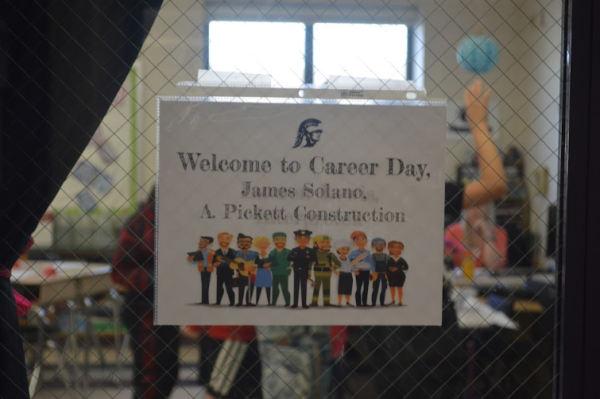 Welcome to Career Day,
James Solano,
A. Pickett Construction